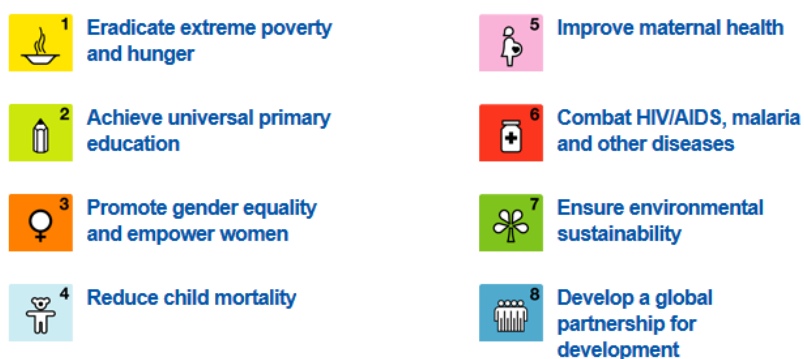 1
Eradicate extreme poverty
and hunger
2
Achieve universal primary
education
3
Promote gender equality
and empower women
4
Reduce child mortality
5
Improve maternal health
6
Combat HIV/AIDS, malaria
and other diseases
7
Ensure environmental
sustainability
8
Develop a global
partnership for
development